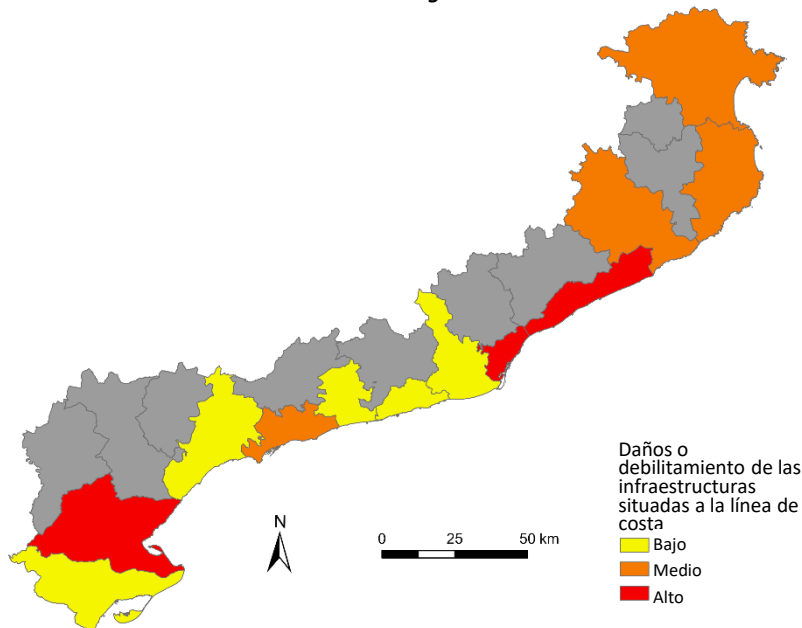 Daños o
debilitamiento de las
infraestructuras
situadas a la línea de
costa
Bajo
Medio
Alto
N
0 25 50 km